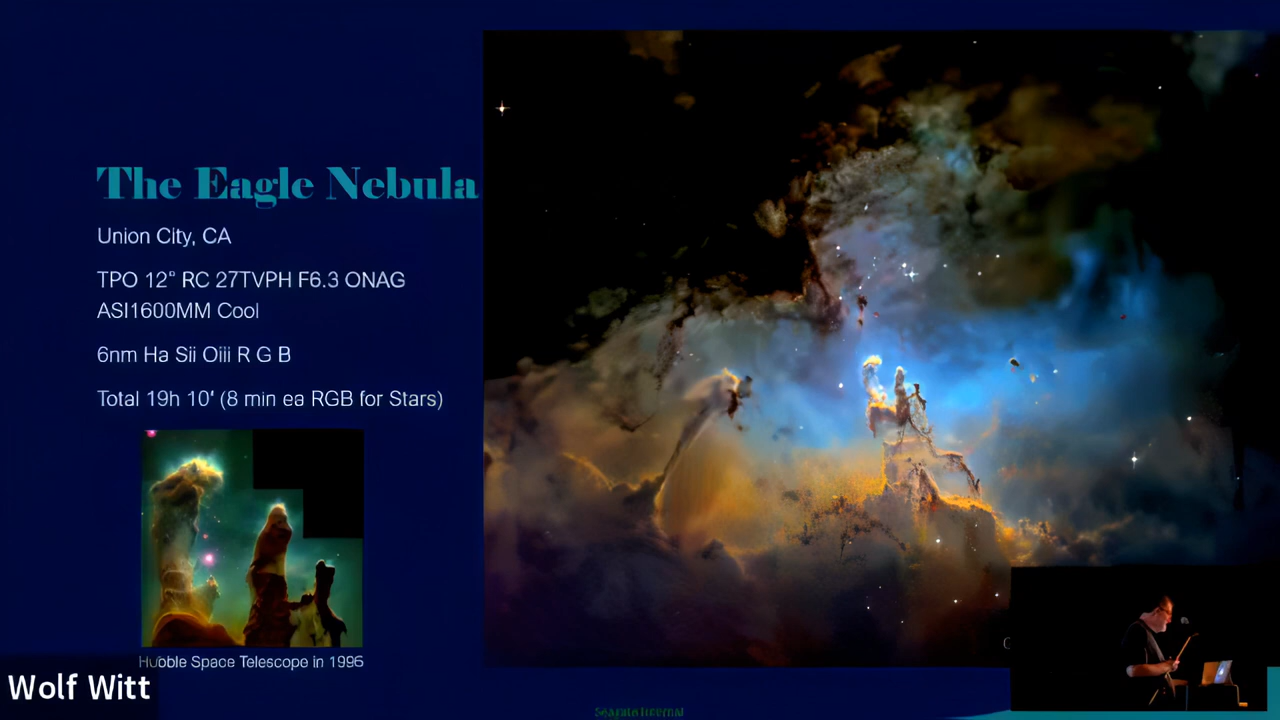 The Eagle Nebula
Union City, CA
TPO 12" RC 27TVPH F6.3 ONAG
ASI1600MM Cool
6nm Ha Sii Oiii R G B
Total 19h 10' (8 min ea RGB for Stars)
Hubble Space Telescope in 1996
Wolf Witt